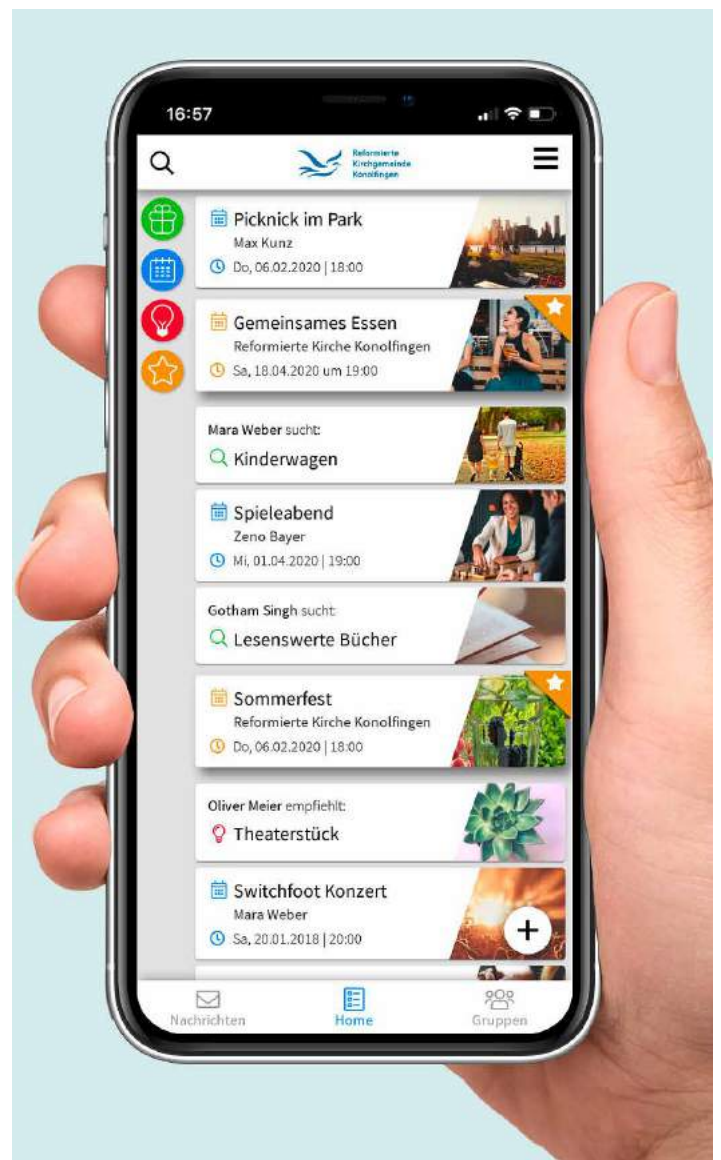 16:57
Reformierte
Kirchgemeinde
Konolfingen
Picknick im Park
Max Kunz
Do, 06.02.2020 | 18:00
Gemeinsames Essen
Reformierte Kirche Konolfingen
Sa, 18.04.2020 um 19:00
Mara Weber sucht:
Kinderwagen
Spieleabend
Zeno Bayer
Mi, 01.04.2020 | 19:00
Gotham Singh sucht:
Lesenswerte Bücher
Sommerfest
Reformierte Kirche Konolfingen
Do, 06.02.2020 | 18:00
Oliver Meier empfiehlt:
Theaterstück
Switchfoot Konzert
Mara Weber
Sa, 20.01.2018 | 20:00
Nachrichten
Home
Gruppen